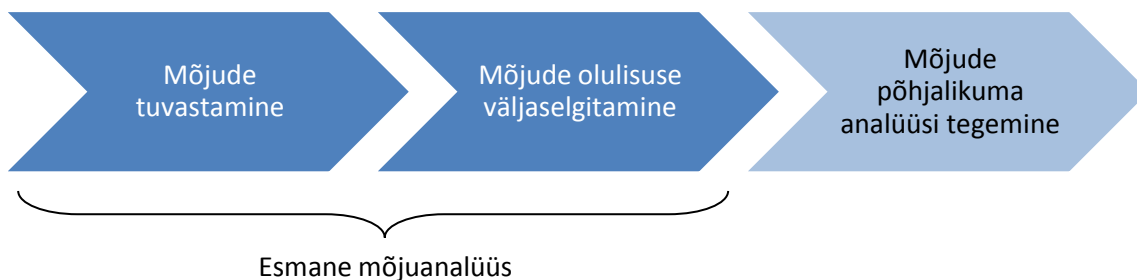 Mõjude
tuvastamine
Mõjude olulisuse
väljaselgitamine
Mõjude
põhjalikuma
analüüsi tegemine
Esmane mõjuanalüüs